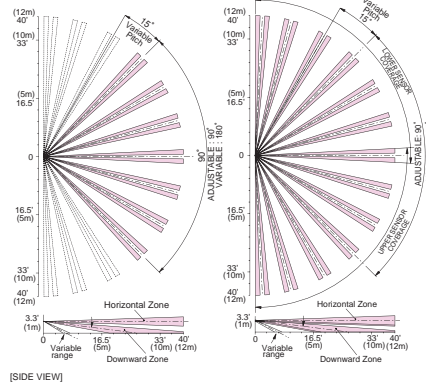 (12m)
40'
(10m)
33'
(5m)
16.5'
0
16.5'
(5m)
33'
(10m)
40'
(12m)
15°
Variable
Pitch
90°
ADJUSTABLE : 90°
VARIABLE : 180°
3.3'
(1m)
Horizontal Zone
0
Variable
range
16.5'
(5m)
33'
(10m)
40'
(12m)
Downward Zone
(12m)
40'
(10m)
33'
(5m)
16.5'
0
16.5'
(5m)
33'
(10m)
40'
(12m)
15°
Variable
Pitch
LOWER SENSOR
COVERAGE
ADJUSTABLE: 90°
UPPER SENSOR
COVERAGE
3.3'
(1m)
Horizontal Zone
0
Variable
range
16.5'
(5m)
33'
(10m)
40'
(12m)
Downward Zone
[SIDE VIEW]